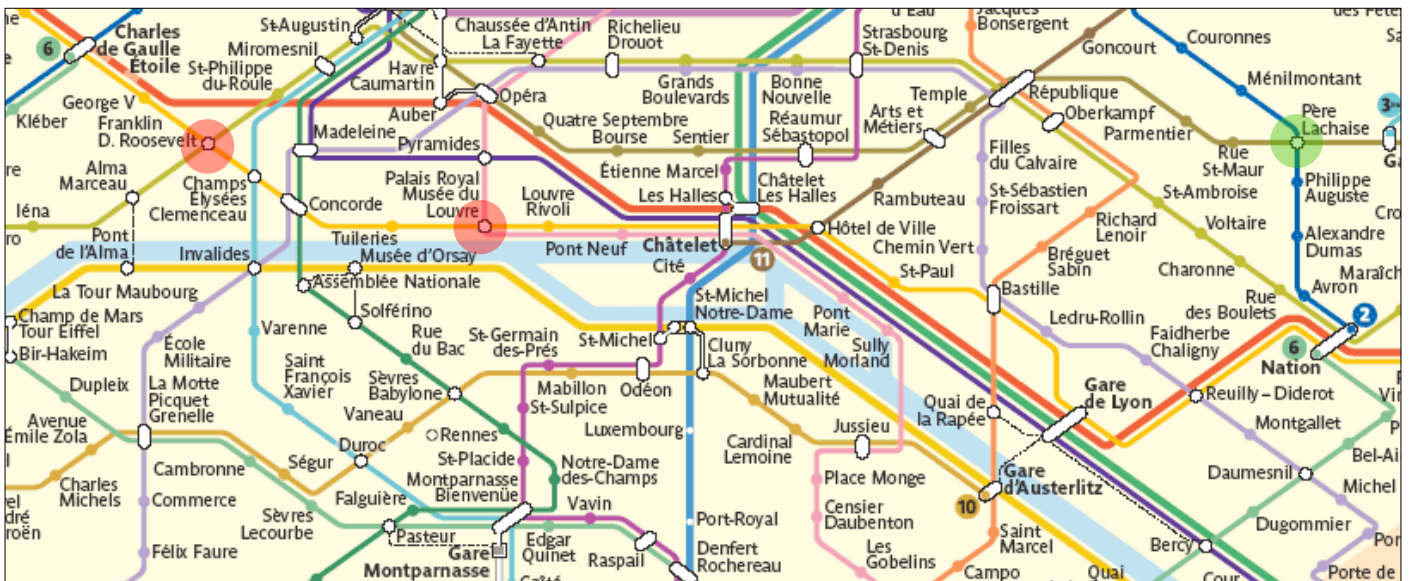 d'Eau
Jacques
Bonsergent
des Fêtes
Charles
de Gaulle
Étoile
6
St-Augustin
Miromesnil
St-Philippe
du-Roule
Chaussée d'Antin
La Fayette
Richelieu
Drouot
Strasbourg
St-Denis
Goncourt
Couronnes
Ménilmontant
Havre
Caumartin
Auber
Opéra
Grands
Boulevards
Bonne
Nouvelle
Temple
République
Oberkampf
Parmentier
Père
Lachaise
3
George V
Kléber
Franklin
D. Roosevelt
Madeleine
Pyramides
Quatre Septembre
Bourse
Sentier
Réaumur
Sébastopol
Arts et
Métiers
Filles
du Calvaire
Rue
St-Maur
St-Ambroise
Philippe
Auguste
Alma
Marceau
Champs
Élysées
Clemenceau
Concorde
Palais Royal
Musée du
Louvre
Louvre
Rivoli
Étienne Marcel
Les Halles
Châtelet
Les Halles
Rambuteau
St-Sébastien
Froissart
Richard
Lenoir
Voltaire
Alexandre
Dumas
Iéna
Pont
de l'Alma
Invalides
Tuileries
Musée d'Orsay
Assemblée Nationale
Pont Neuf
Châtelet
11
Hôtel de Ville
Chemin Vert
St-Paul
Bréguet
Sabin
Charonne
Avron
Maraîch
La Tour Maubourg
Champ de Mars
Tour Eiffel
Bir-Hakeim
Solférino
Cité
St-Michel
Notre-Dame
Bastille
Ledru-Rollin
Rue
des Boulets
2
Varenne
École
Militaire
Rue
du Bac
St-Germain
des-Prés
St-Michel
Cluny
La Sorbonne
Pont
Marie
Sully
Morland
Faidherbe
Chaligny
6
Nation
Dupleix
La Motte
Picquet
Grenelle
Saint
François
Xavier
Sèvres
Babylone
Mabillon
Odéon
Maubert
Mutualité
Quai de
la Rapée
Gare
de Lyon
Reuilly – Diderot
Montgallet
Avenue
Émile Zola
Vaneau
St-Sulpice
Luxembourg
Cardinal
Lemoine
Jussieu
Duroc
Rennes
St-Placide
Notre-Dame
des-Champs
Place Monge
Gare
d'Austerlitz
10
Daumesnil
Bel-Ai
Michel
Charles
Michels
Cambronne
Ségur
Commerce
Falguière
Montparnasse
Bienvenüe
Vavin
Port-Royal
Censier
Daubenton
Dugommier
Sèvres
Lecourbe
Pasteur
Edgar
Quinet
Raspail
Denfert
Rochereau
Les
Gobelins
Saint
Marcel
Bercy
Félix Faure
Gare
Montparnasse
Gaîté
Campo
Quai
Cour
Porte de